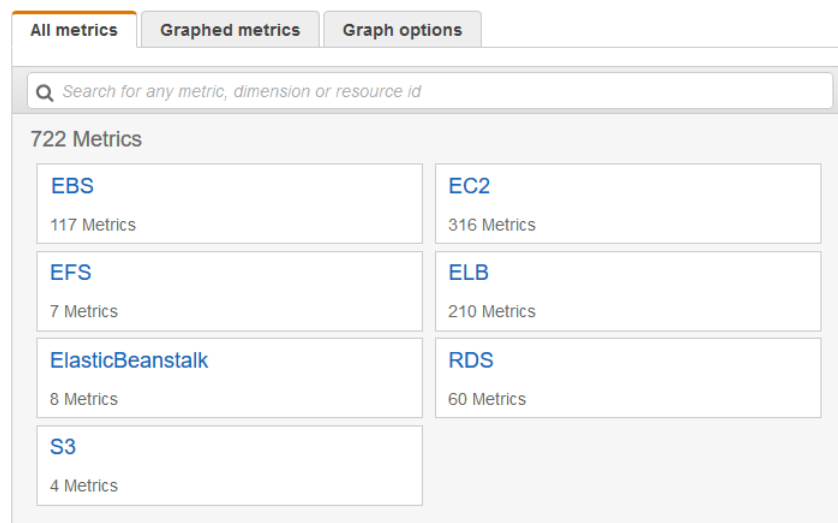 All metrics
Graphed metrics
Graph options
Search for any metric, dimension or resource id
722 Metrics
EBS
117 Metrics
EC2
316 Metrics
EFS
7 Metrics
ELB
210 Metrics
ElasticBeanstalk
8 Metrics
RDS
60 Metrics
S3
4 Metrics